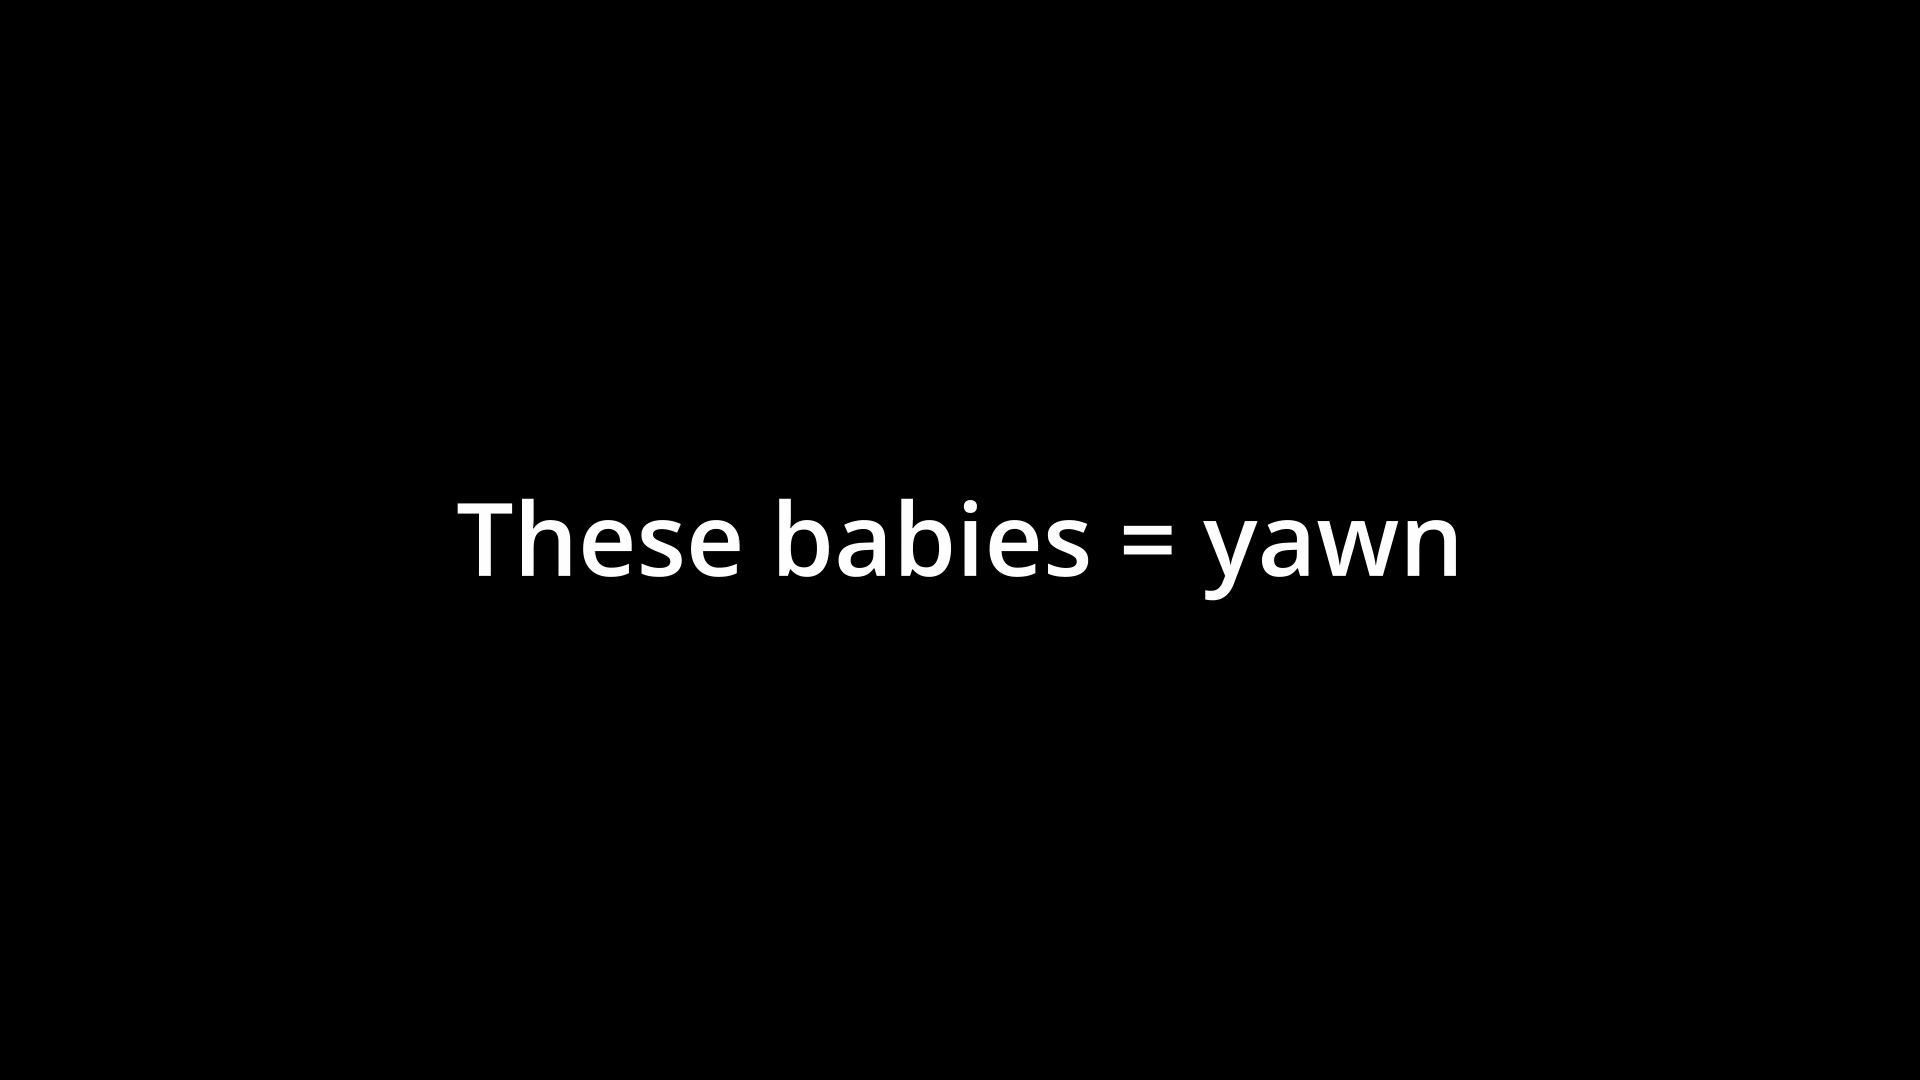 These babies = yawn